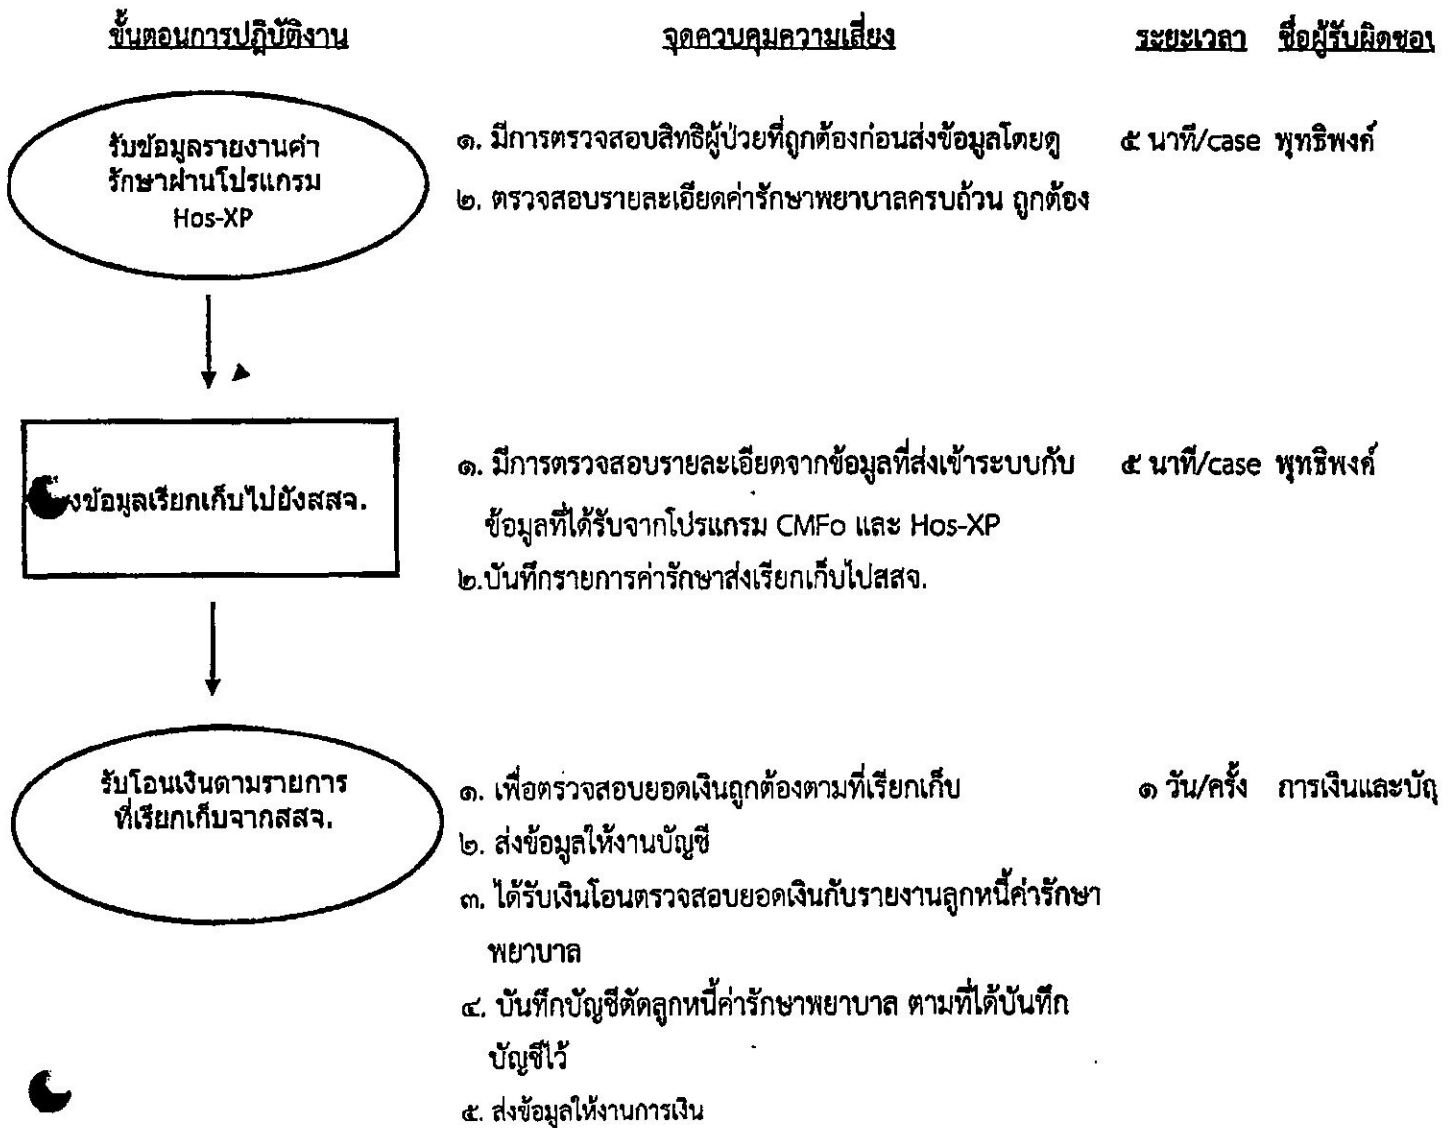 ขั้นตอนการปฏิบัติงาน จุดควบคุมความเสี่ยง ระยะเวลา ชื่อผู้รับผิดชอบ
รับข้อมูลรายงานค่า
รักษาผ่านโปรแกรม
Hos-XP
๑. มีการตรวจสอบสิทธิผู้ป่วยที่ถูกต้องก่อนส่งข้อมูลโดยดู ๕ นาที/case พุทธิพงค์
๒. ตรวจสอบรายละเอียดค่ารักษาพยาบาลครบถ้วน ถูกต้อง
งข้อมูลเรียกเก็บไปยังสสจ.
๑. มีการตรวจสอบรายละเอียดจากข้อมูลที่ส่งเข้าระบบกับ ๕ นาที/case พุทธิพงค์
ข้อมูลที่ได้รับจากโปรแกรม CMFo และ Hos-XP
๒.บันทึกรายการค่ารักษาส่งเรียกเก็บไปสสจ.
รับโอนเงินตามรายการ
ที่เรียกเก็บจากสสจ.
๑. เพื่อตรวจสอบยอดเงินถูกต้องตามที่เรียกเก็บ ๑ วัน/ครั้ง การเงินและบัญ
๒. ส่งข้อมูลให้งานบัญชี
๓. ได้รับเงินโอนตรวจสอบยอดเงินกับรายงานลูกหนี้ค่ารักษา
พยาบาล
๔. บันทึกบัญชีตัดลูกหนี้ค่ารักษาพยาบาล ตามที่ได้บันทึก
บัญชีไว้
๕. ส่งข้อมูลให้งานการเงิน